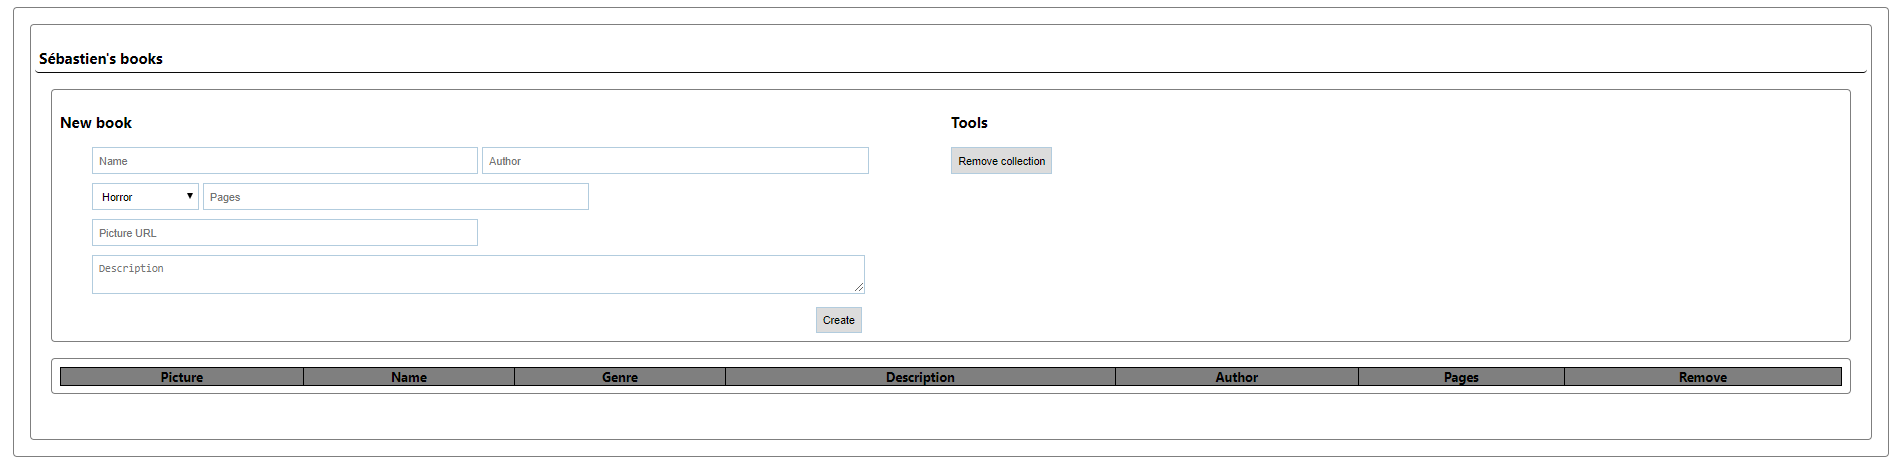 Sébastien's books
New book
Tools
Name Author
Remove collection
Horror Pages
Picture URL
Description
Create
Picture Name Genre Description Author Pages Remove